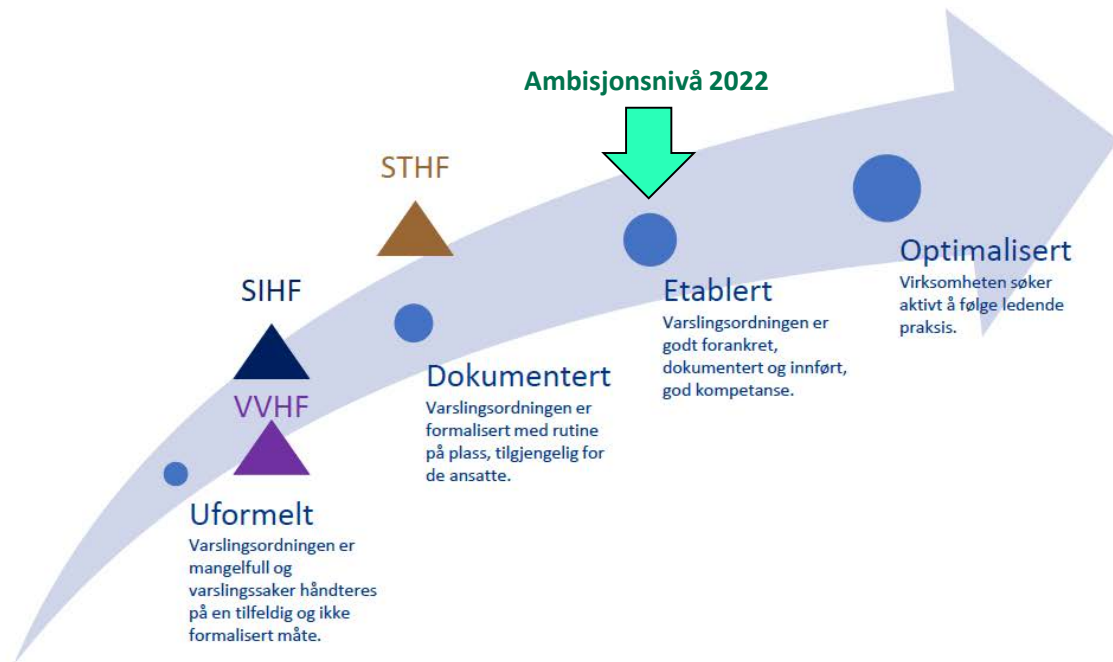 Ambisjonsnivå 2022
STHF
SIHF
VVHF
Optimalisert
Virksomheten søker
aktivt å følge ledende
praksis.
Etablert
Varslingsordningen er
godt forankret,
dokumentert og innført,
god kompetanse.
Dokumentert
Varslingsordningen er
formalisert med rutine
på plass, tilgjengelig for
de ansatte.
Uformelt
Varslingsordningen er
mangelfull og
varslingssaker håndteres
på en tilfeldig og ikke
formalisert måte.